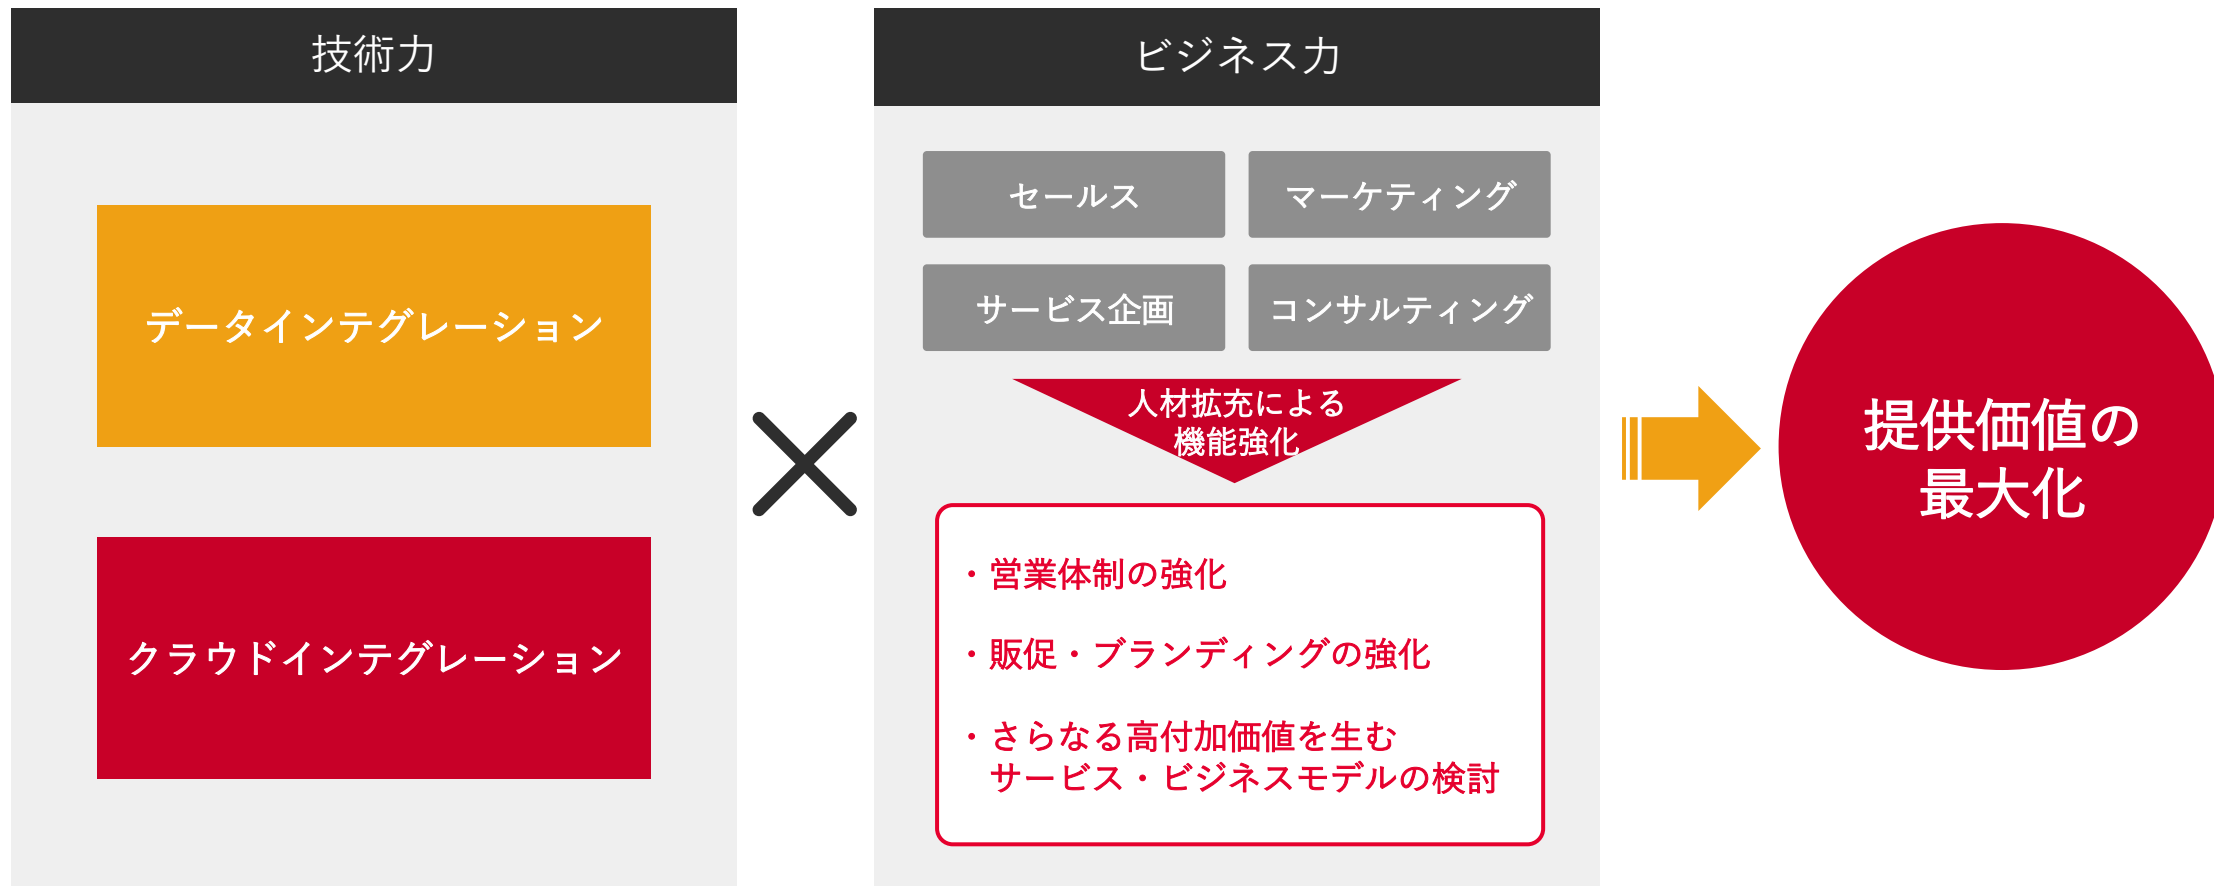 技術力
データインテグレーション
クラウドインテグレーション
ビジネス力
セールス
マーケティング
サービス企画
コンサルティング
人材拡充による
機能強化
・営業体制の強化
・販促・ブランディングの強化
・さらなる高付加価値を生む
サービス・ビジネスモデルの検討
提供価値の
最大化